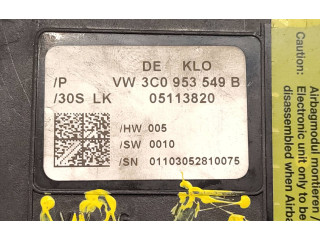 DE KLO
/P VW 3C0 953 549 B
/30S LK 05113820
/HW 005
/SW 0010
/SN 01103052810075
Airbagmodul montieren /
Electronic unit only to be
disassembled when Airba
Caut